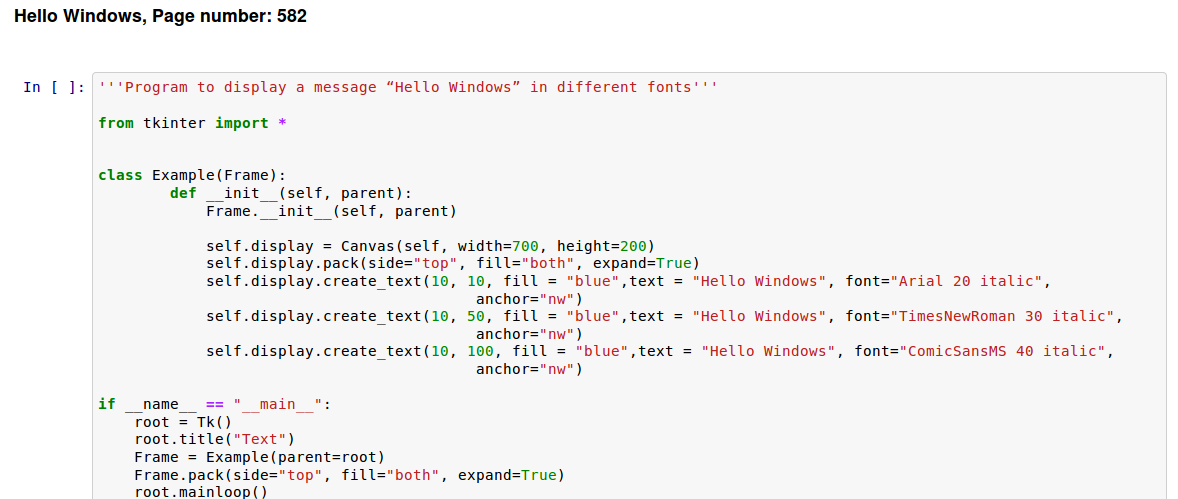 Hello Windows, Page number: 582
In [ ]: '''Program to display a message “Hello Windows” in different fonts'''
from tkinter import *
class Example(Frame):
        def __init__(self, parent):
            Frame.__init__(self, parent)
            self.display = Canvas(self, width=700, height=200)
            self.display.pack(side="top", fill="both", expand=True)
            self.display.create_text(10, 10, fill = "blue",text = "Hello Windows", font="Arial 20 italic",
                                          anchor="nw")
            self.display.create_text(10, 50, fill = "blue",text = "Hello Windows", font="TimesNewRoman 30 italic",
                                          anchor="nw")
            self.display.create_text(10, 100, fill = "blue",text = "Hello Windows", font="ComicSansMS 40 italic",
                                          anchor="nw")
if __name__ == "__main__":
    root = Tk()
    root.title("Text")
    Frame = Example(parent=root)
    Frame.pack(side="top", fill="both", expand=True)
    root.mainloop()